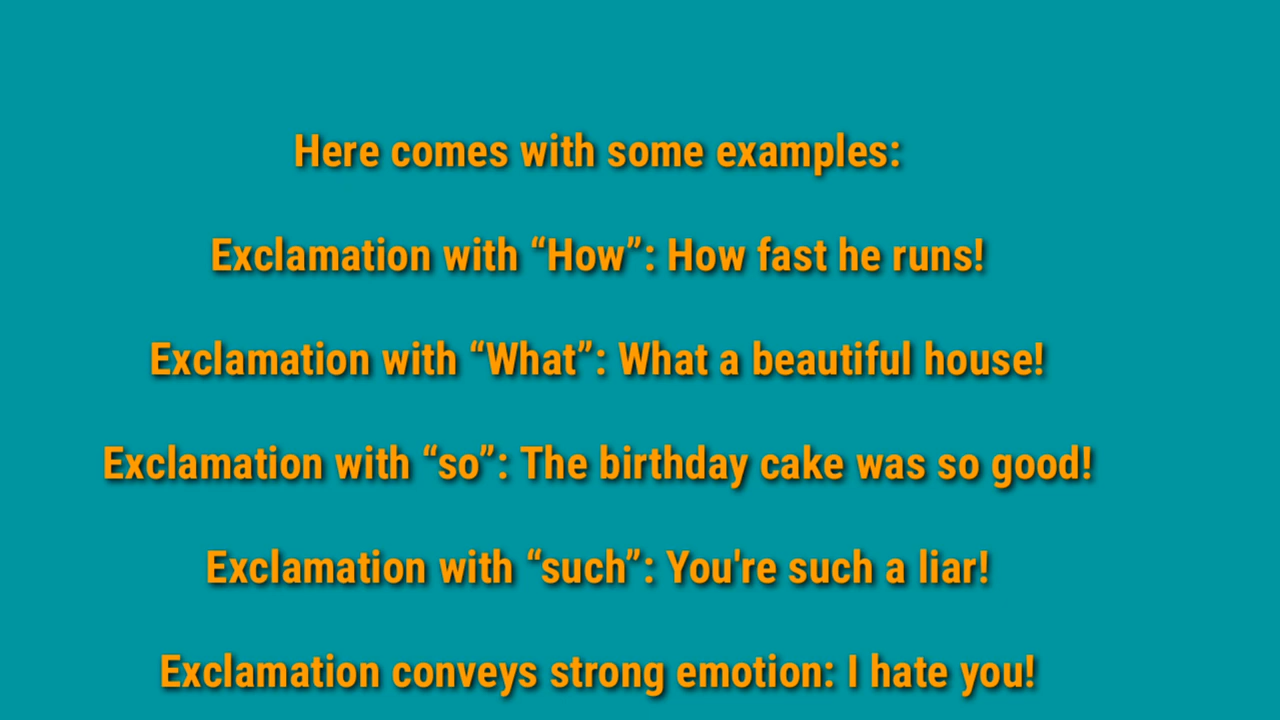 Here comes with some examples:
Exclamation with “How”: How fast he runs!
Exclamation with “What”: What a beautiful house!
Exclamation with “so”: The birthday cake was so good!
Exclamation with “such”: You're such a liar!
Exclamation conveys strong emotion: I hate you!